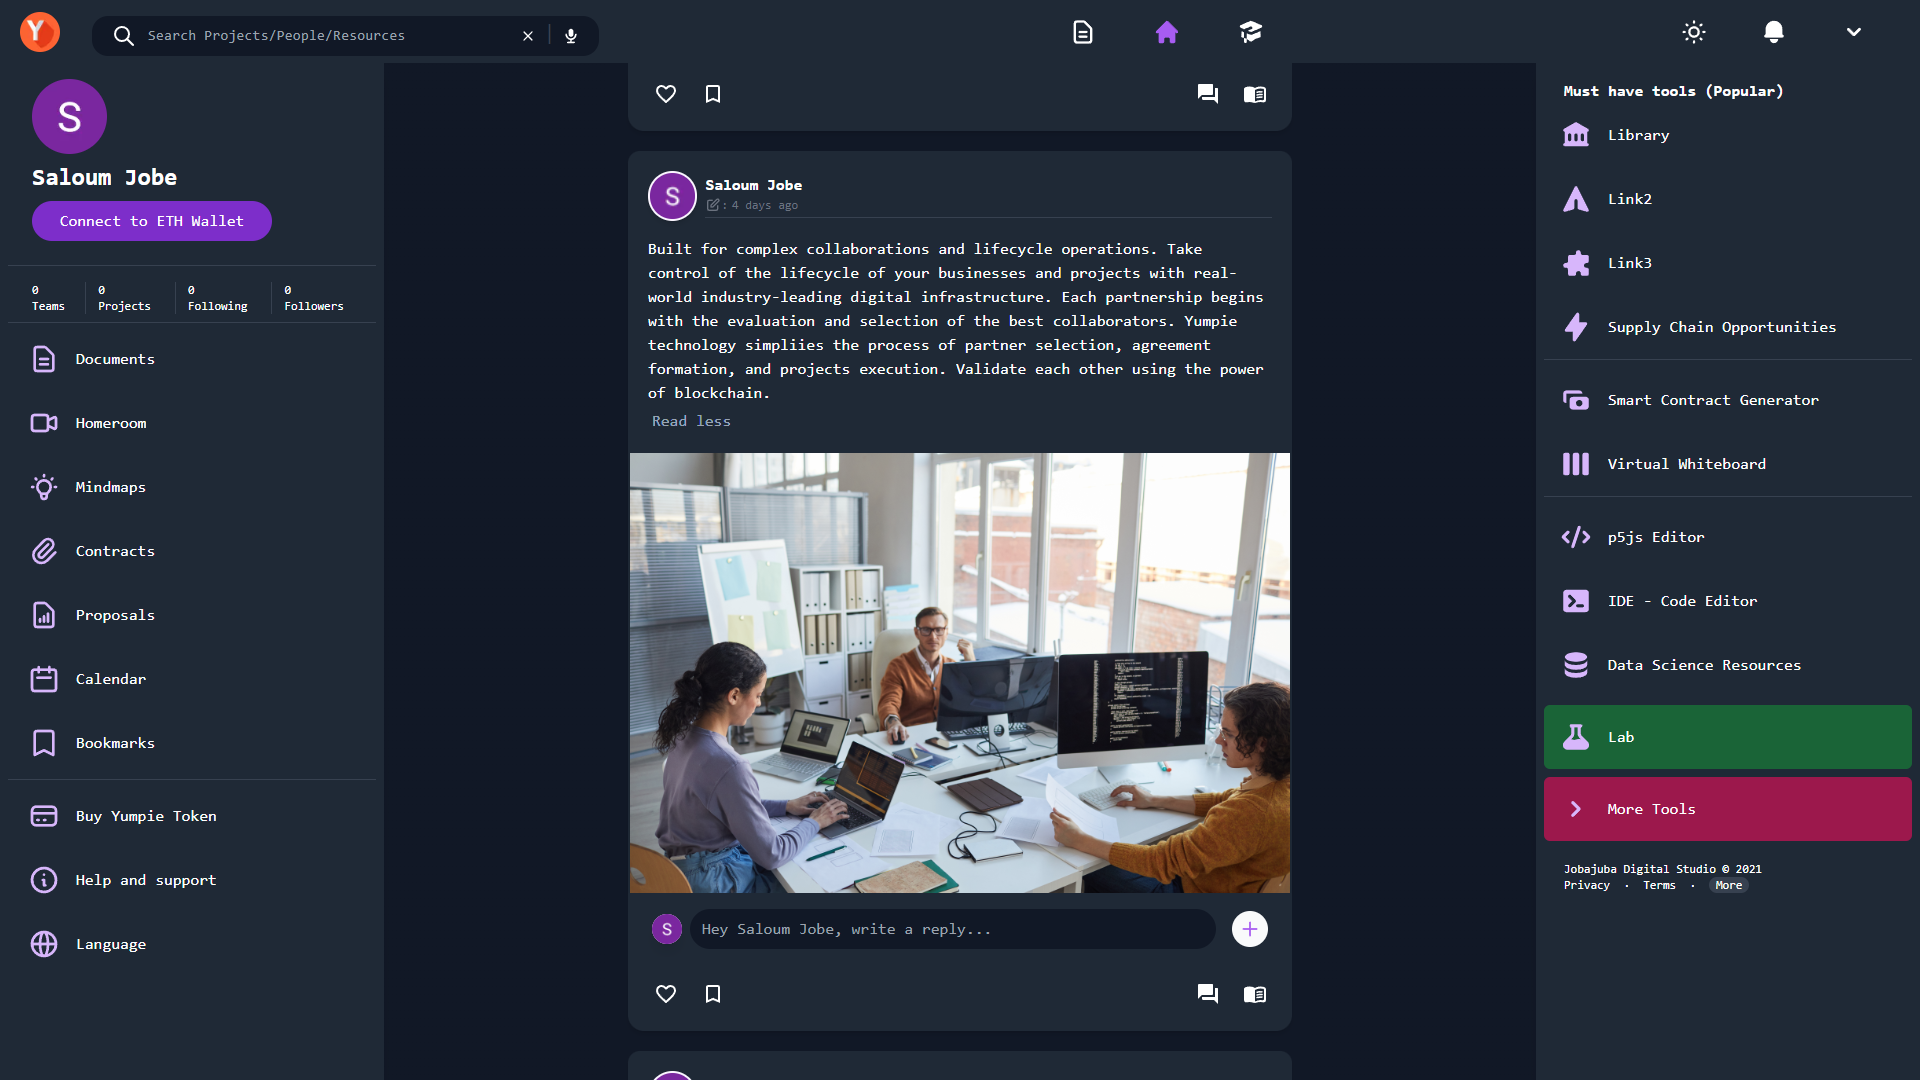 Y
Search Projects/People/Resources
S
Saloum Jobe
Connect to ETH Wallet
0 0 0 0
Teams Projects Following Followers
Documents
Homeroom
Mindmaps
Contracts
Proposals
Calendar
Bookmarks
Buy Yumpie Token
Help and support
Language
S
Saloum Jobe
: 4 days ago
Built for complex collaborations and lifecycle operations. Take
control of the lifecycle of your businesses and projects with real-
world industry-leading digital infrastructure. Each partnership begins
with the evaluation and selection of the best collaborators. Yumpie
technology simpliies the process of partner selection, agreement
formation, and projects execution. Validate each other using the power
of blockchain.
Read less
S
Hey Saloum Jobe, write a reply...
Must have tools (Popular)
Library
Link2
Link3
Supply Chain Opportunities
Smart Contract Generator
Virtual Whiteboard
p5js Editor
IDE - Code Editor
Data Science Resources
Lab
More Tools
Jobajuba Digital Studio © 2021
Privacy · Terms · More